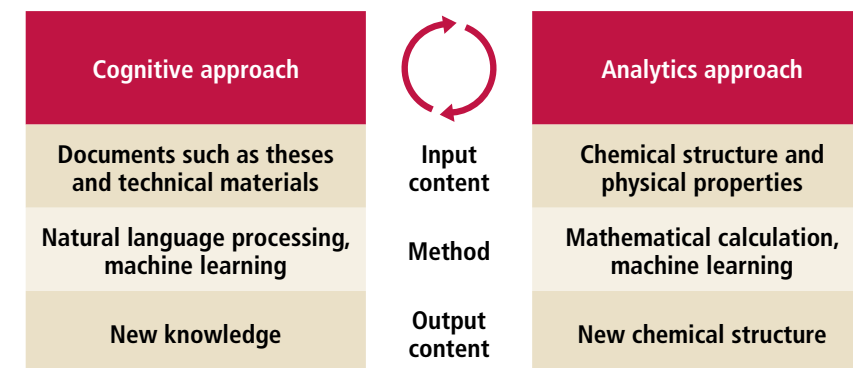 Cognitive approach
Analytics approach
Documents such as theses
and technical materials
Input
content
Chemical structure and
physical properties
Natural language processing,
machine learning
Method
Mathematical calculation,
machine learning
New knowledge
Output
content
New chemical structure